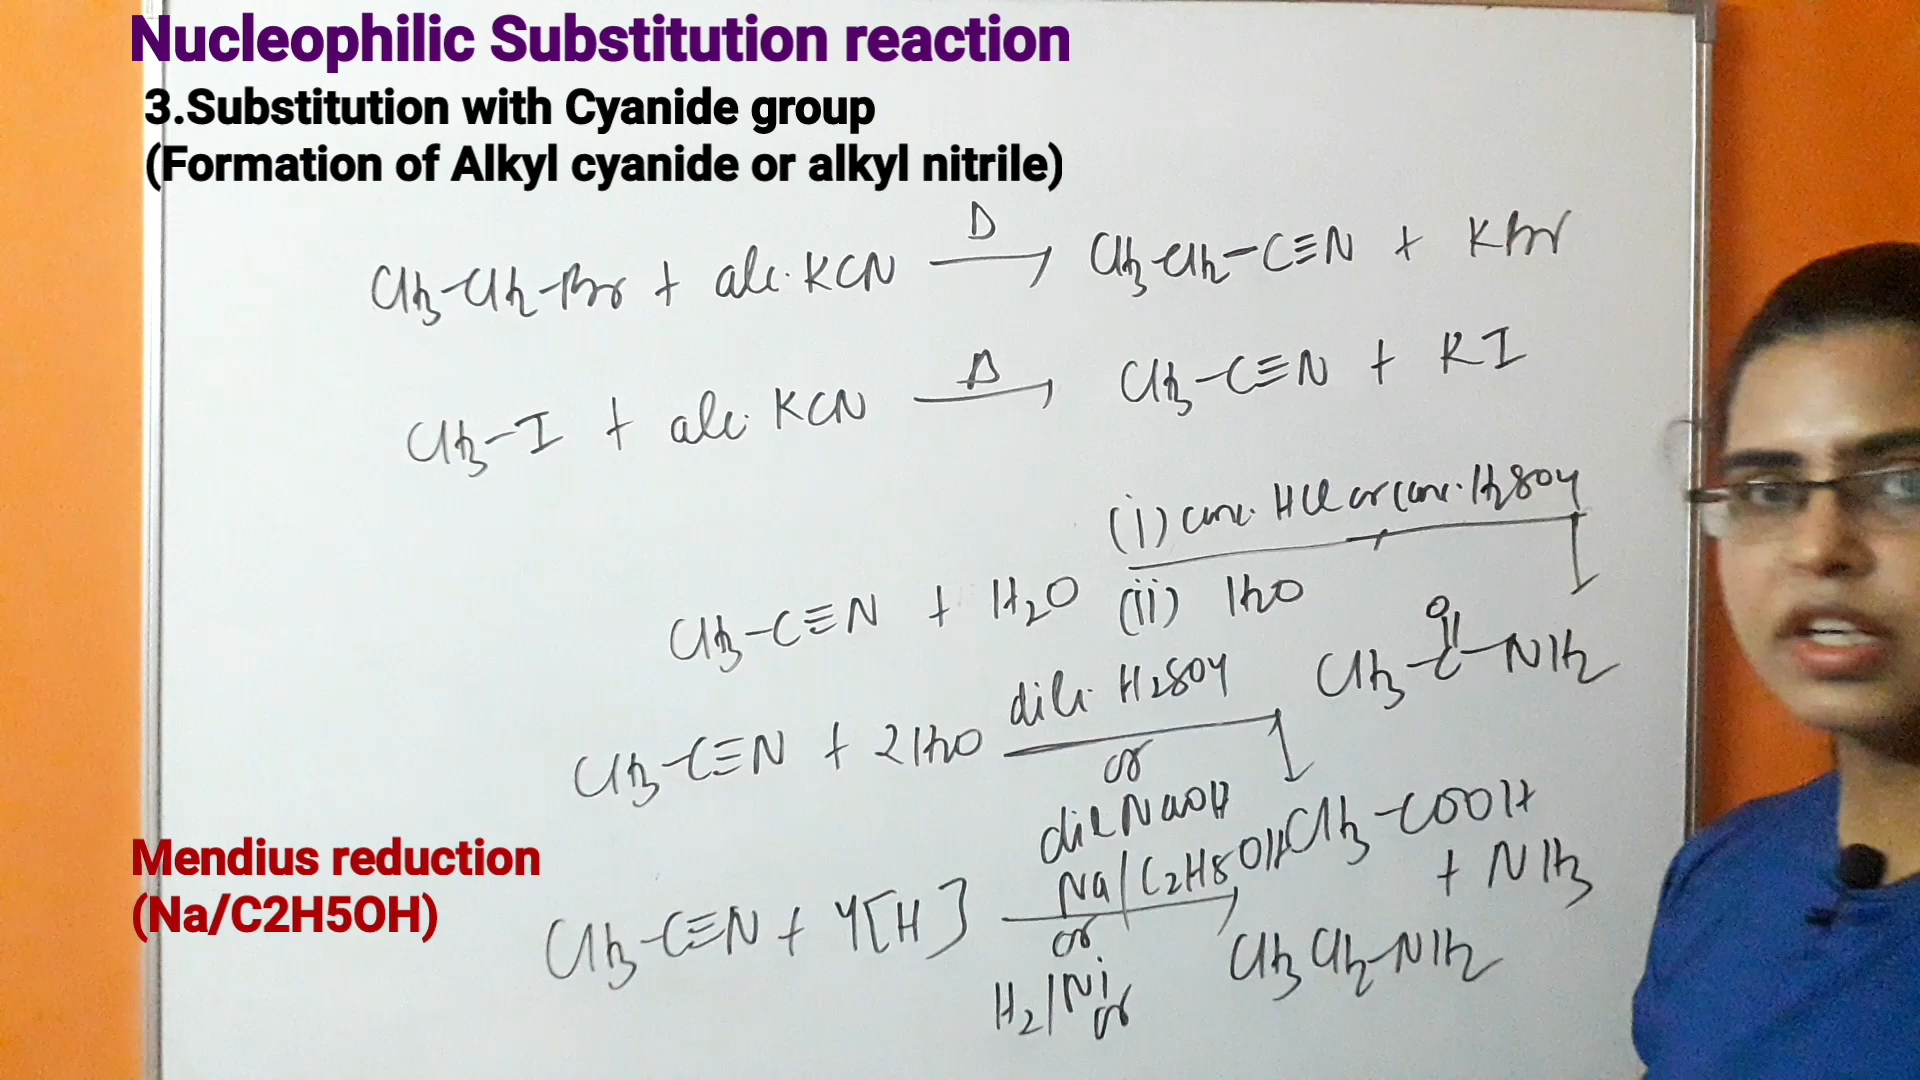 Nucleophilic Substitution reaction
3.Substitution with Cyanide group
(Formation of Alkyl cyanide or alkyl nitrile)
CH3-CH2-Br + alc. KCN Δ→ CH3-CH2-C≡N + KBr
CH3-I + alc. KCN Δ→ CH3-C≡N + KI
(i) conc. HCl or conc. H2SO4
CH3-C≡N + H2O (ii) H2O
O
CH3-C-NH2
dil. H2SO4
CH3-C≡N + 2H2O
or
dil NaOH
CH3-COOH
+ NH3
Mendius reduction
(Na/C2H5OH)
Na/C2H5OH
CH3-C≡N + 4[H]
or
H2/Ni
or
CH3CH2-NH2